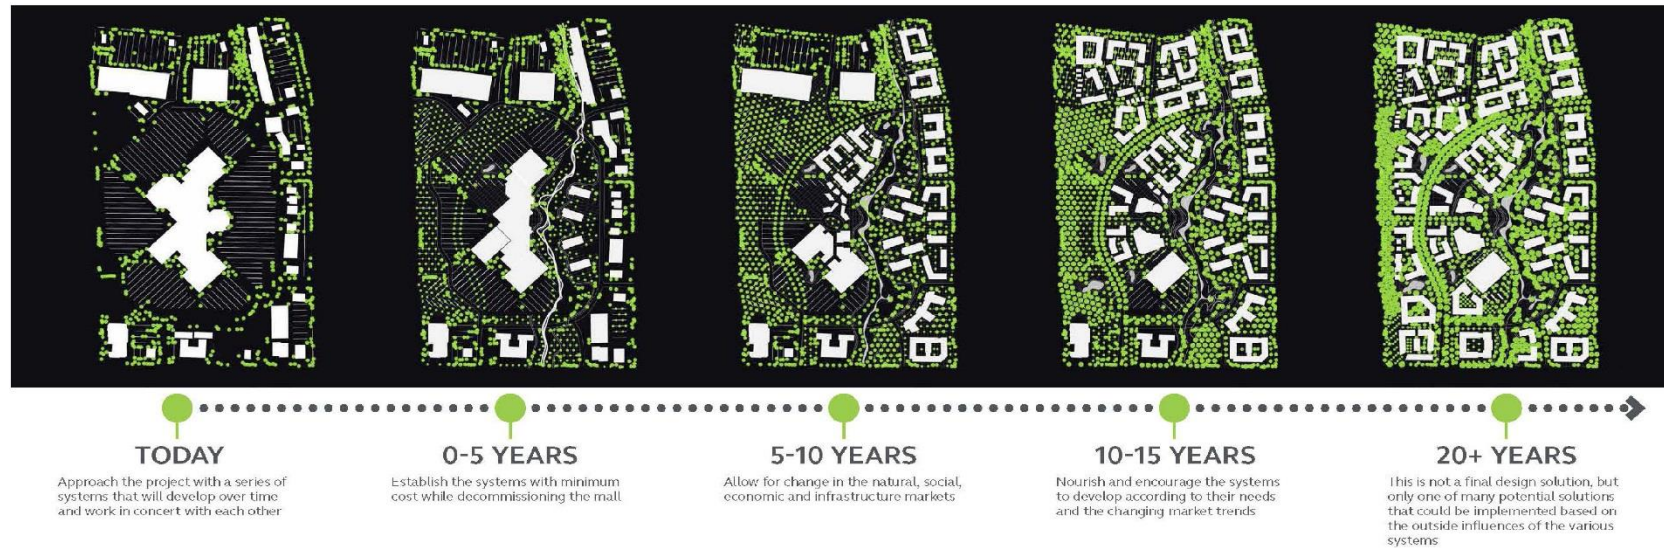 TODAY
Approach the project with a series of
systems that will develop over time
and work in concert with each other
0-5 YEARS
Establish the systems with minimum
cost while decommissioning the mall
5-10 YEARS
Allow for change in the natural, social,
economic and infrastructure markets
10-15 YEARS
Nourish and encourage the systems
to develop according to their needs
and the changing market trends
20+ YEARS
This is not a final design solution, but
only one of many potential solutions
that could be implemented based on
the outside influences of the various
systems